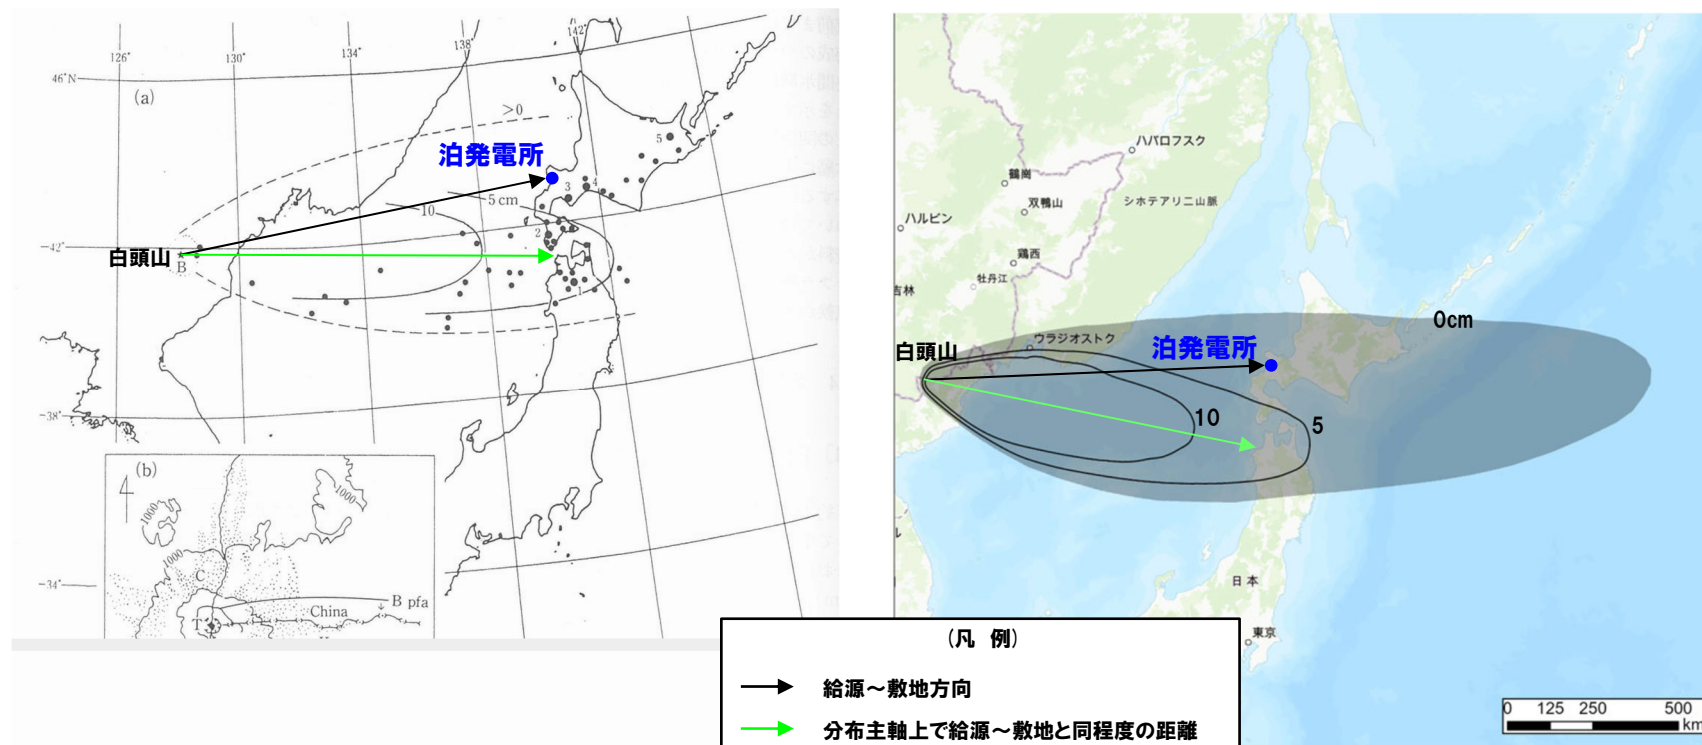 126°
130°
134°
138°
142°
46°N
(a)
>0
5
泊発電所
3
4
5 cm
10
2
-42°
白頭山
B
1
-38°
(b)
1000
1000
1000
C
B pfa
China
T
-34°
ハバロフスク
鶴崗
双鴨山
シホテアリニ山脈
ハルビン
鶏西
牡丹江
吉林
0cm
ウラジオストク
白頭山
泊発電所
10
5
日本
東京
(凡 例)
給源～敷地方向
分布主軸上で給源～敷地と同程度の距離
0 125 250 500
km